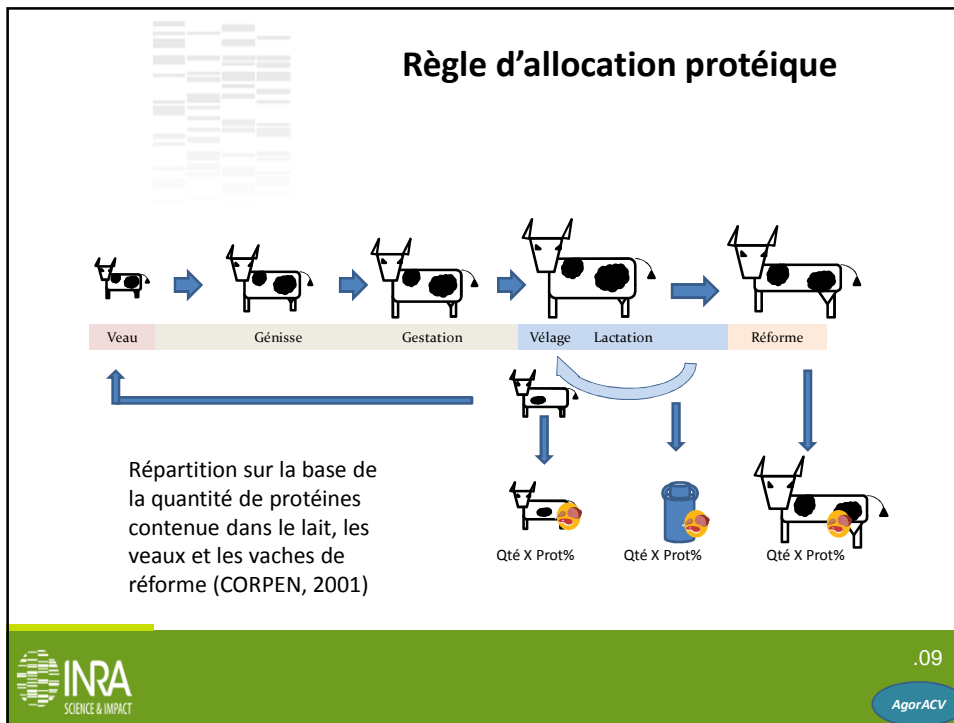 Règle d'allocation protéique
Veau Génisse Gestation Vêlage Lactation Réforme
Répartition sur la base de
la quantité de protéines
contenue dans le lait, les
veaux et les vaches de
réforme (CORPEN, 2001)
Qté X Prot% Qté X Prot% Qté X Prot%
INRA
SCIENCE & IMPACT
.09
AgorACV